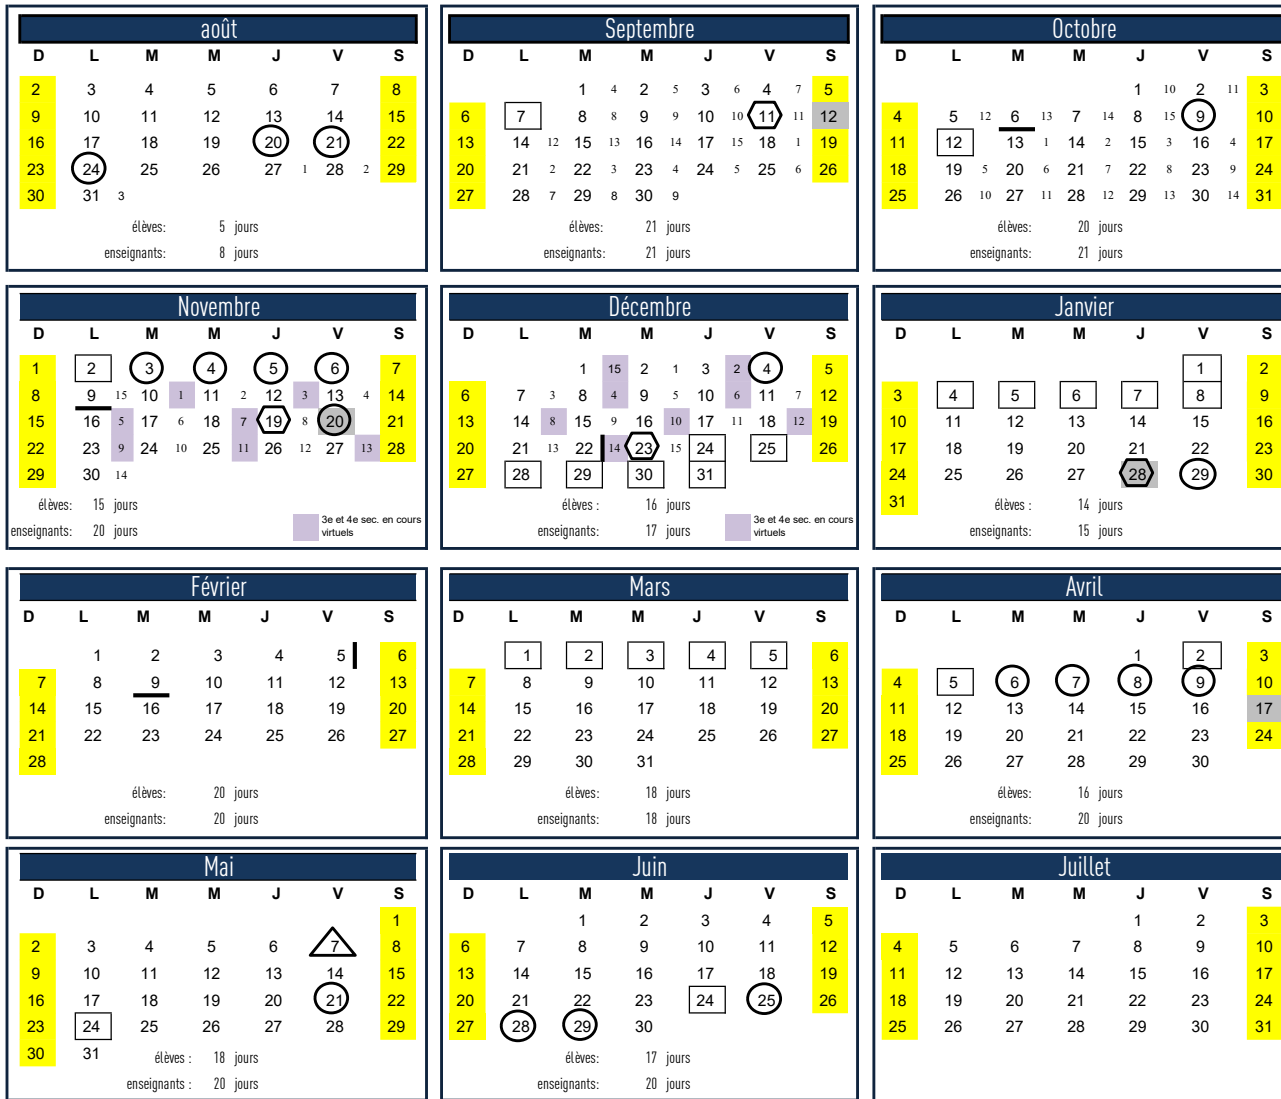 août
D L M M J V S
2 3 4 5 6 7 8
9 10 11 12 13 14 15
16 17 18 19 20 21 22
23 24 25 26 27 1 28 2 29
30 31 3
élèves: 5 jours
enseignants: 8 jours
Septembre
D L M M J V S
1 4 2 5 3 6 4 7 5
6 7 8 8 9 9 10 10 11 11 12
13 14 12 15 13 16 14 17 15 18 1 19
20 21 2 22 3 23 4 24 5 25 6 26
27 28 7 29 8 30 9
élèves: 21 jours
enseignants: 21 jours
Octobre
D L M M J V S
1 10 2 11 3
4 5 12 6 13 7 14 8 15 9 10
11 12 13 1 14 2 15 3 16 4 17
18 19 5 20 6 21 7 22 8 23 9 24
25 26 10 27 11 28 12 29 13 30 14 31
élèves: 20 jours
enseignants: 21 jours
Novembre
D L M M J V S
1 2 3 4 5 6 7
8 9 15 10 1 11 2 12 3 13 4 14
15 16 5 17 6 18 7 19 8 20 21
22 23 9 24 10 25 11 26 12 27 13 28
29 30 14
élèves: 15 jours
enseignants: 20 jours
3e et 4e sec. en cours
virtuels
Décembre
D L M M J V S
1 15 2 1 3 2 4 5
6 7 3 8 4 9 5 10 6 11 7 12
13 14 8 15 9 16 10 17 11 18 12 19
20 21 13 22 14 23 15 24 25 26
27 28 29 30 31
élèves : 16 jours
enseignants: 17 jours
3e et 4e sec. en cours
virtuels
Janvier
D L M M J V S
1 2
3 4 5 6 7 8 9
10 11 12 13 14 15 16
17 18 19 20 21 22 23
24 25 26 27 28 29 30
31
élèves : 14 jours
enseignants: 15 jours
Février
D L M M J V S
1 2 3 4 5 6
7 8 9 10 11 12 13
14 15 16 17 18 19 20
21 22 23 24 25 26 27
28
élèves: 20 jours
enseignants: 20 jours
Mars
D L M M J V S
1 2 3 4 5 6
7 8 9 10 11 12 13
14 15 16 17 18 19 20
21 22 23 24 25 26 27
28 29 30 31
élèves: 18 jours
enseignants: 18 jours
Avril
D L M M J V S
1 2 3
4 5 6 7 8 9 10
11 12 13 14 15 16 17
18 19 20 21 22 23 24
25 26 27 28 29 30
élèves: 16 jours
enseignants: 20 jours
Mai
D L M M J V S
1
2 3 4 5 6 7 8
9 10 11 12 13 14 15
16 17 18 19 20 21 22
23 24 25 26 27 28 29
30 31
élèves : 18 jours
enseignants : 20 jours
Juin
D L M M J V S
1 2 3 4 5
6 7 8 9 10 11 12
13 14 15 16 17 18 19
20 21 22 23 24 25 26
27 28 29 30
élèves: 17 jours
enseignants: 20 jours
Juillet
D L M M J V S
1 2 3
4 5 6 7 8 9 10
11 12 13 14 15 16 17
18 19 20 21 22 23 24
25 26 27 28 29 30 31